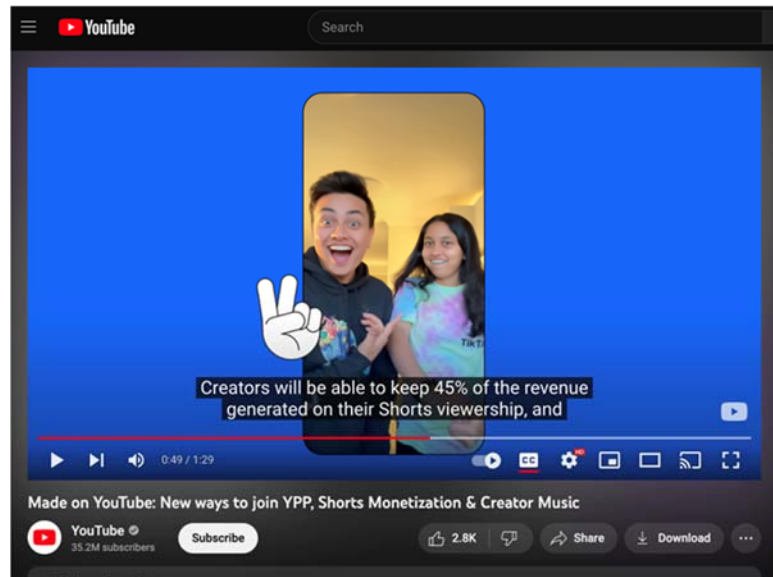 YouTube
Search
TikT
Creators will be able to keep 45% of the revenue
generated on their Shorts viewership, and
0:49 / 1:29
CC
HD
Made on YouTube: New ways to join YPP, Shorts Monetization & Creator Music
YouTube
35.2M subscribers
Subscribe
2.8K
Share
Download